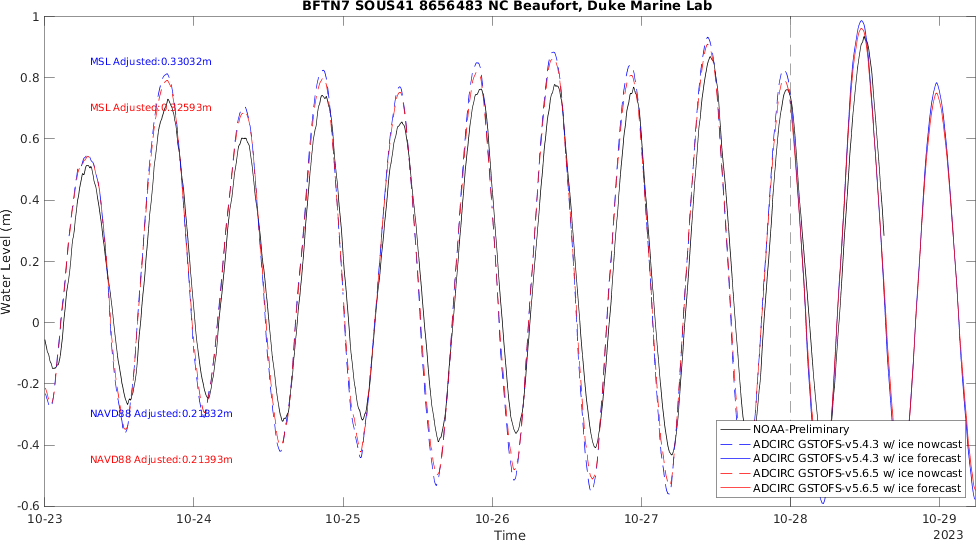 BFTN7 SOUS41 8656483 NC Beaufort, Duke Marine Lab
1
0.8
0.6
0.4
0.2
0
-0.2
-0.4
-0.6
Water Level (m)
MSL Adjusted:0.33032m
MSL Adjusted:0.32593m
NAVD88 Adjusted:0.21832m
NAVD88 Adjusted:0.21393m
NOAA-Preliminary
ADCIRC GSTOFS-v5.4.3 w/ ice nowcast
ADCIRC GSTOFS-v5.4.3 w/ ice forecast
ADCIRC GSTOFS-v5.6.5 w/ ice nowcast
ADCIRC GSTOFS-v5.6.5 w/ ice forecast
10-23 10-24 10-25 10-26 10-27 10-28 10-29
Time
2023